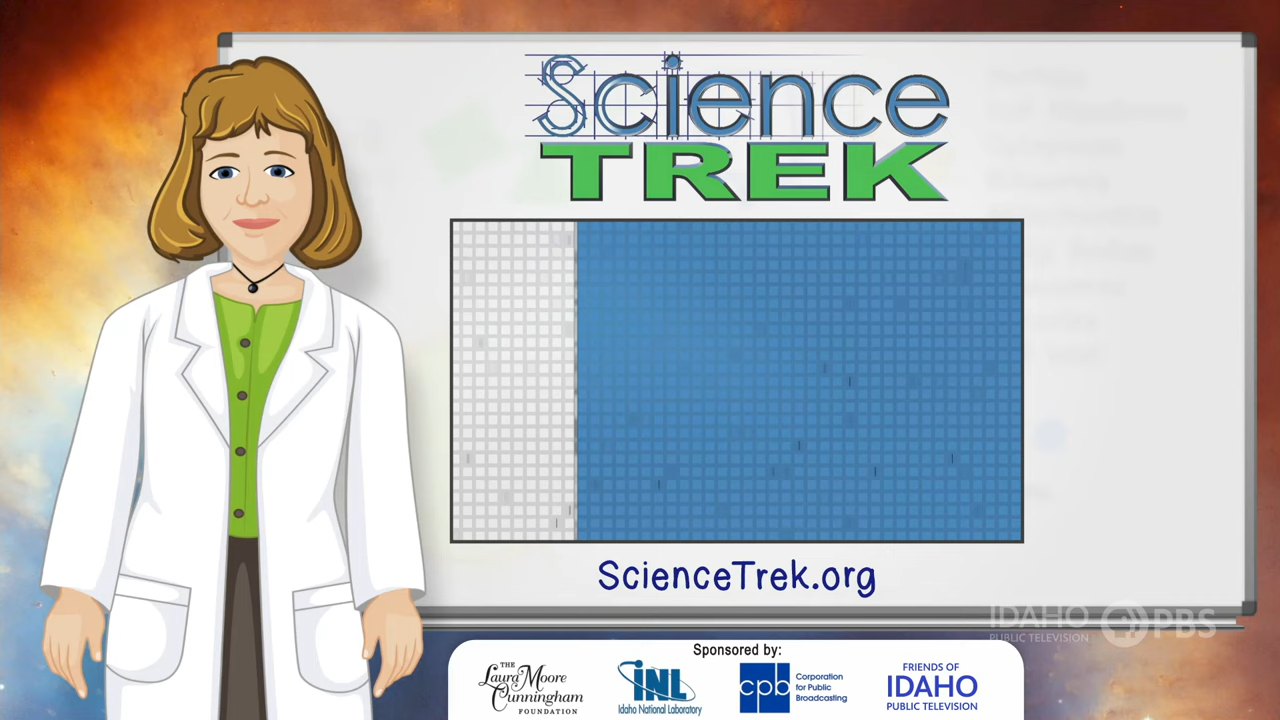 Science
TREK
ScienceTrek.org
IDAHO
PUBLIC TELEVISION
PBS
Sponsored by:
THE
Laura Moore
Cunningham
FOUNDATION
INL
Idaho National Laboratory
cpb
Corporation
for Public
Broadcasting
FRIENDS OF
IDAHO
PUBLIC TELEVISION